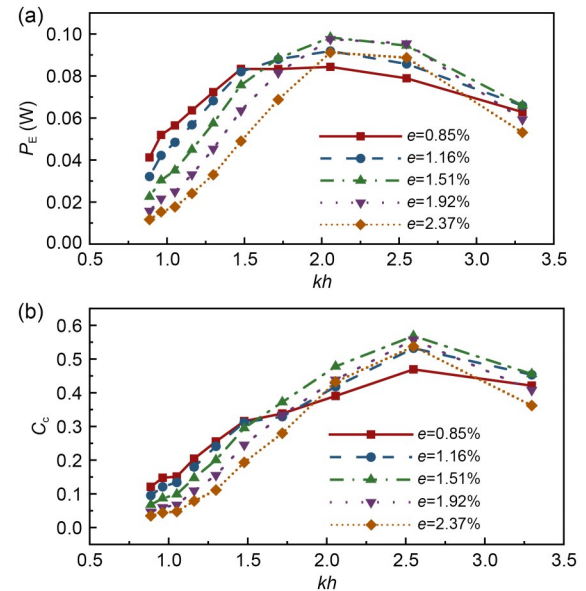 (a)
0.10
0.08
0.06
0.04
0.02
0.00
P_E (W)
e=0.85%
e=1.16%
e=1.51%
e=1.92%
e=2.37%
0.5 1.0 1.5 2.0 2.5 3.0 3.5
kh
(b)
0.6
0.5
0.4
0.3
0.2
0.1
0.0
C_c
e=0.85%
e=1.16%
e=1.51%
e=1.92%
e=2.37%
0.5 1.0 1.5 2.0 2.5 3.0 3.5
kh